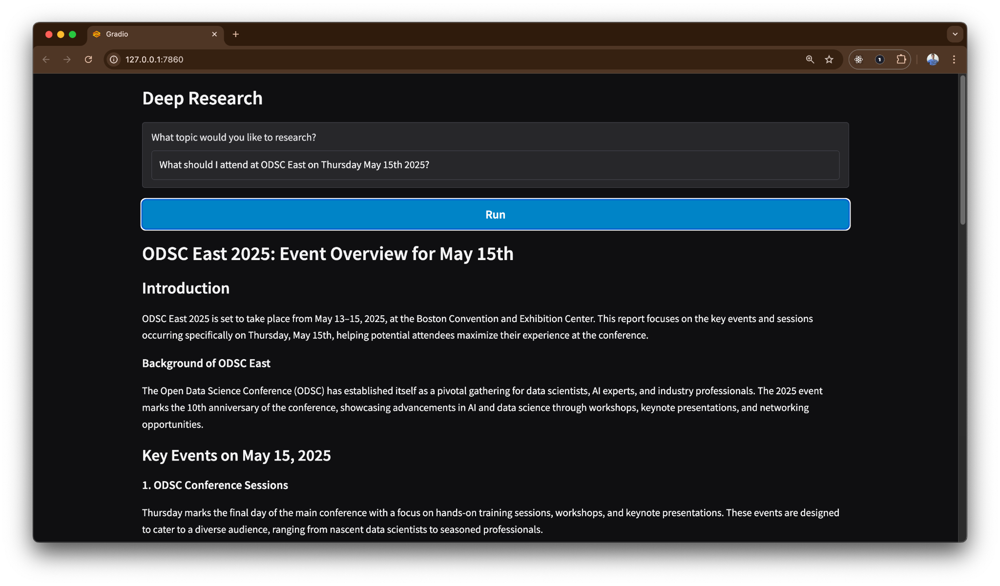 Gradio
127.0.0.1:7860
1
Deep Research
What topic would you like to research?
What should I attend at ODSC East on Thursday May 15th 2025?
Run
ODSC East 2025: Event Overview for May 15th
Introduction
ODSC East 2025 is set to take place from May 13–15, 2025, at the Boston Convention and Exhibition Center. This report focuses on the key events and sessions
occurring specifically on Thursday, May 15th, helping potential attendees maximize their experience at the conference.
Background of ODSC East
The Open Data Science Conference (ODSC) has established itself as a pivotal gathering for data scientists, AI experts, and industry professionals. The 2025 event
marks the 10th anniversary of the conference, showcasing advancements in AI and data science through workshops, keynote presentations, and networking
opportunities.
Key Events on May 15, 2025
1. ODSC Conference Sessions
Thursday marks the final day of the main conference with a focus on hands-on training sessions, workshops, and keynote presentations. These events are designed
to cater to a diverse audience, ranging from nascent data scientists to seasoned professionals.